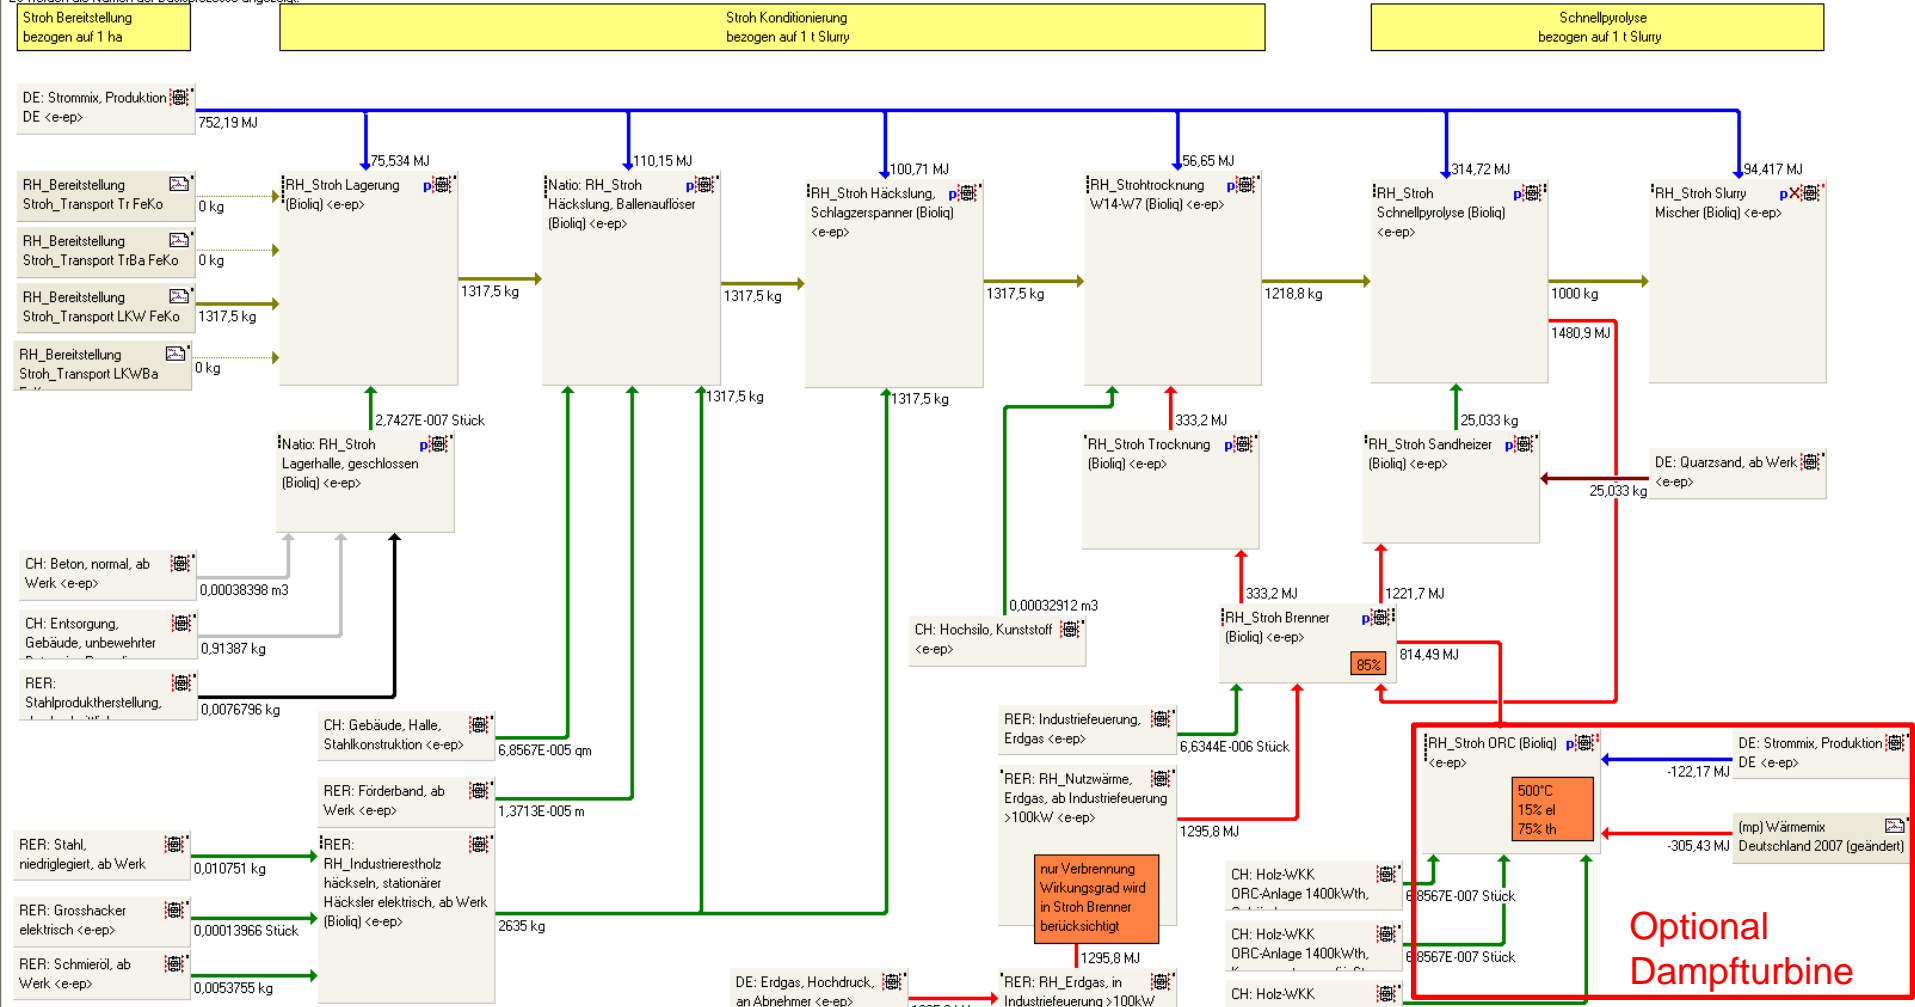 Stroh Bereitstellung
bezogen auf 1 ha
Stroh Konditionierung
bezogen auf 1 t Slurry
Schnellpyrolyse
bezogen auf 1 t Slurry
DE: Strommix, Produktion
DE <e-ep>
752,19 MJ
75,534 MJ
110,15 MJ
100,71 MJ
56,65 MJ
314,72 MJ
94,417 MJ
RH_Bereitstellung
Stroh_Transport Tr FeKo
0 kg
RH_Bereitstellung
Stroh_Transport TrBa FeKo
0 kg
RH_Bereitstellung
Stroh_Transport LKW FeKo
1317,5 kg
RH_Bereitstellung
Stroh_Transport LKWBa
0 kg
RH_Stroh Lagerung
(Bioliq) <e-ep>
p
1317,5 kg
Natio: RH_Stroh
Häckslung, Ballenauflöser
(Bioliq) <e-ep>
p
1317,5 kg
RH_Stroh Häckslung,
Schlagzerspanner (Bioliq)
<e-ep>
p
1317,5 kg
RH_Strohtrocknung
W14-W7 (Bioliq) <e-ep>
p
1218,8 kg
RH_Stroh
Schnellpyrolyse (Bioliq)
<e-ep>
p
1000 kg
1480,9 MJ
RH_Stroh Slurry
Mischer (Bioliq) <e-ep>
p
2,7427E-007 Stück
1317,5 kg
1317,5 kg
333,2 MJ
25,033 kg
Natio: RH_Stroh
Lagerhalle, geschlossen
(Bioliq) <e-ep>
p
RH_Stroh Trocknung
(Bioliq) <e-ep>
p
RH_Stroh Sandheizer
(Bioliq) <e-ep>
p
DE: Quarzsand, ab Werk
<e-ep>
25,033 kg
CH: Beton, normal, ab
Werk <e-ep>
0,00038398 m3
CH: Entsorgung,
Gebäude, unbewehrter
0,91387 kg
RER:
Stahlproduktherstellung,
0,0076796 kg
CH: Hochsilo, Kunststoff
<e-ep>
0,00032912 m3
333,2 MJ
1221,7 MJ
RH_Stroh Brenner
(Bioliq) <e-ep>
p
85%
814,49 MJ
CH: Gebäude, Halle,
Stahlkonstruktion <e-ep>
6,8567E-005 qm
RER: Förderband, ab
Werk <e-ep>
1,3713E-005 m
RER: Industriefeuerung,
Erdgas <e-ep>
6,6344E-006 Stück
RER: RH_Nutzwärme,
Erdgas, ab Industriefeuerung
>100kW <e-ep>
1295,8 MJ
nur Verbrennung
Wirkungsgrad wird
in Stroh Brenner
berücksichtigt
1295,8 MJ
RER: Stahl,
niedriglegiert, ab Werk
0,010751 kg
RER: Grosshacker
elektrisch <e-ep>
0,00013966 Stück
RER: Schmieröl, ab
Werk <e-ep>
0,0053755 kg
RER:
RH_Industrierestholz
häckseln, stationärer
Häcksler elektrisch, ab Werk
(Bioliq) <e-ep>
2635 kg
DE: Erdgas, Hochdruck,
an Abnehmer <e-ep>
RER: RH_Erdgas, in
Industriefeuerung >100kW
RH_Stroh ORC (Bioliq)
<e-ep>
p
500°C
15% el
75% th
DE: Strommix, Produktion
DE <e-ep>
-122,17 MJ
(mp) Wärmemix
Deutschland 2007 (geändert)
-305,43 MJ
CH: Holz-WKK
ORC-Anlage 1400kWth,
6,8567E-007 Stück
CH: Holz-WKK
ORC-Anlage 1400kWth,
6,8567E-007 Stück
CH: Holz-WKK
Optional
Dampfturbine